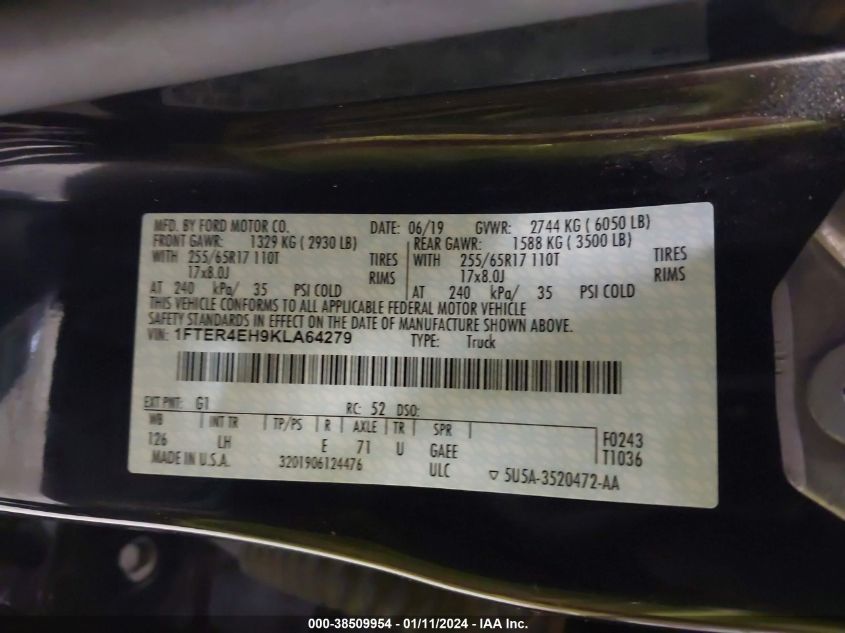 MFD. BY FORD MOTOR CO. DATE: 06/19 GVWR: 2744 KG ( 6050 LB)
FRONT GAWR: 1329 KG ( 2930 LB) REAR GAWR: 1588 KG ( 3500 LB)
WITH 255/65R17 110T TIRES WITH 255/65R17 110T TIRES
17x8.0J RIMS 17x8.0J RIMS
AT 240 kPa/ 35 PSI COLD AT 240 kPa/ 35 PSI COLD
THIS VEHICLE CONFORMS TO ALL APPLICABLE FEDERAL MOTOR VEHICLE
SAFETY STANDARDS IN EFFECT ON THE DATE OF MANUFACTURE SHOWN ABOVE.
VIN: 1FTER4EH9KLA64279 TYPE: Truck
EXT PNT: G1 RC: 52 DSO:
WB INT TR TP/PS R AXLE TR SPR
126 LH E 71 U GAEE F0243
MADE IN U.S.A. 3201906124476 ULC T1036
▽ 5U5A-3520472-AA
000-38509954 - 01/11/2024 - IAA Inc.